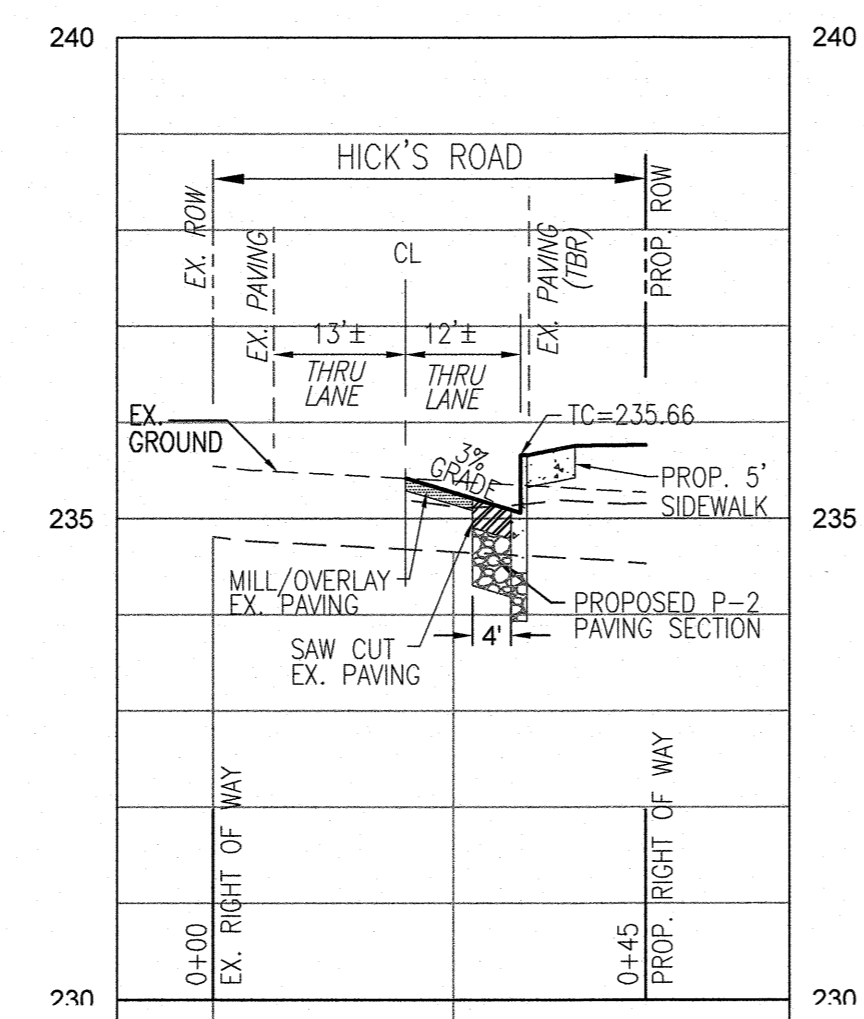 240
240
HICK'S ROAD
EX. ROW
EX. PAVING
CL
EX. PAVING
(TBR)
PROP. ROW
13'±
THRU
LANE
12'±
THRU
LANE
EX.
GROUND
TC=235.66
3%
GRADE
PROP. 5'
SIDEWALK
235
235
MILL/OVERLAY
EX. PAVING
PROPOSED P-2
PAVING SECTION
4'
SAW CUT
EX. PAVING
0+00
EX. RIGHT OF WAY
0+45
PROP. RIGHT OF WAY
230
230